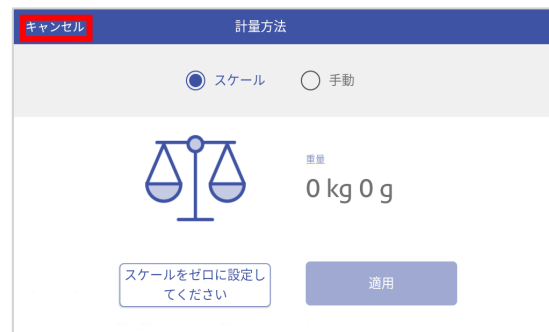 キャンセル
計量方法
スケール
手動
重量
0 kg 0 g
スケールをゼロに設定し
てください
適用